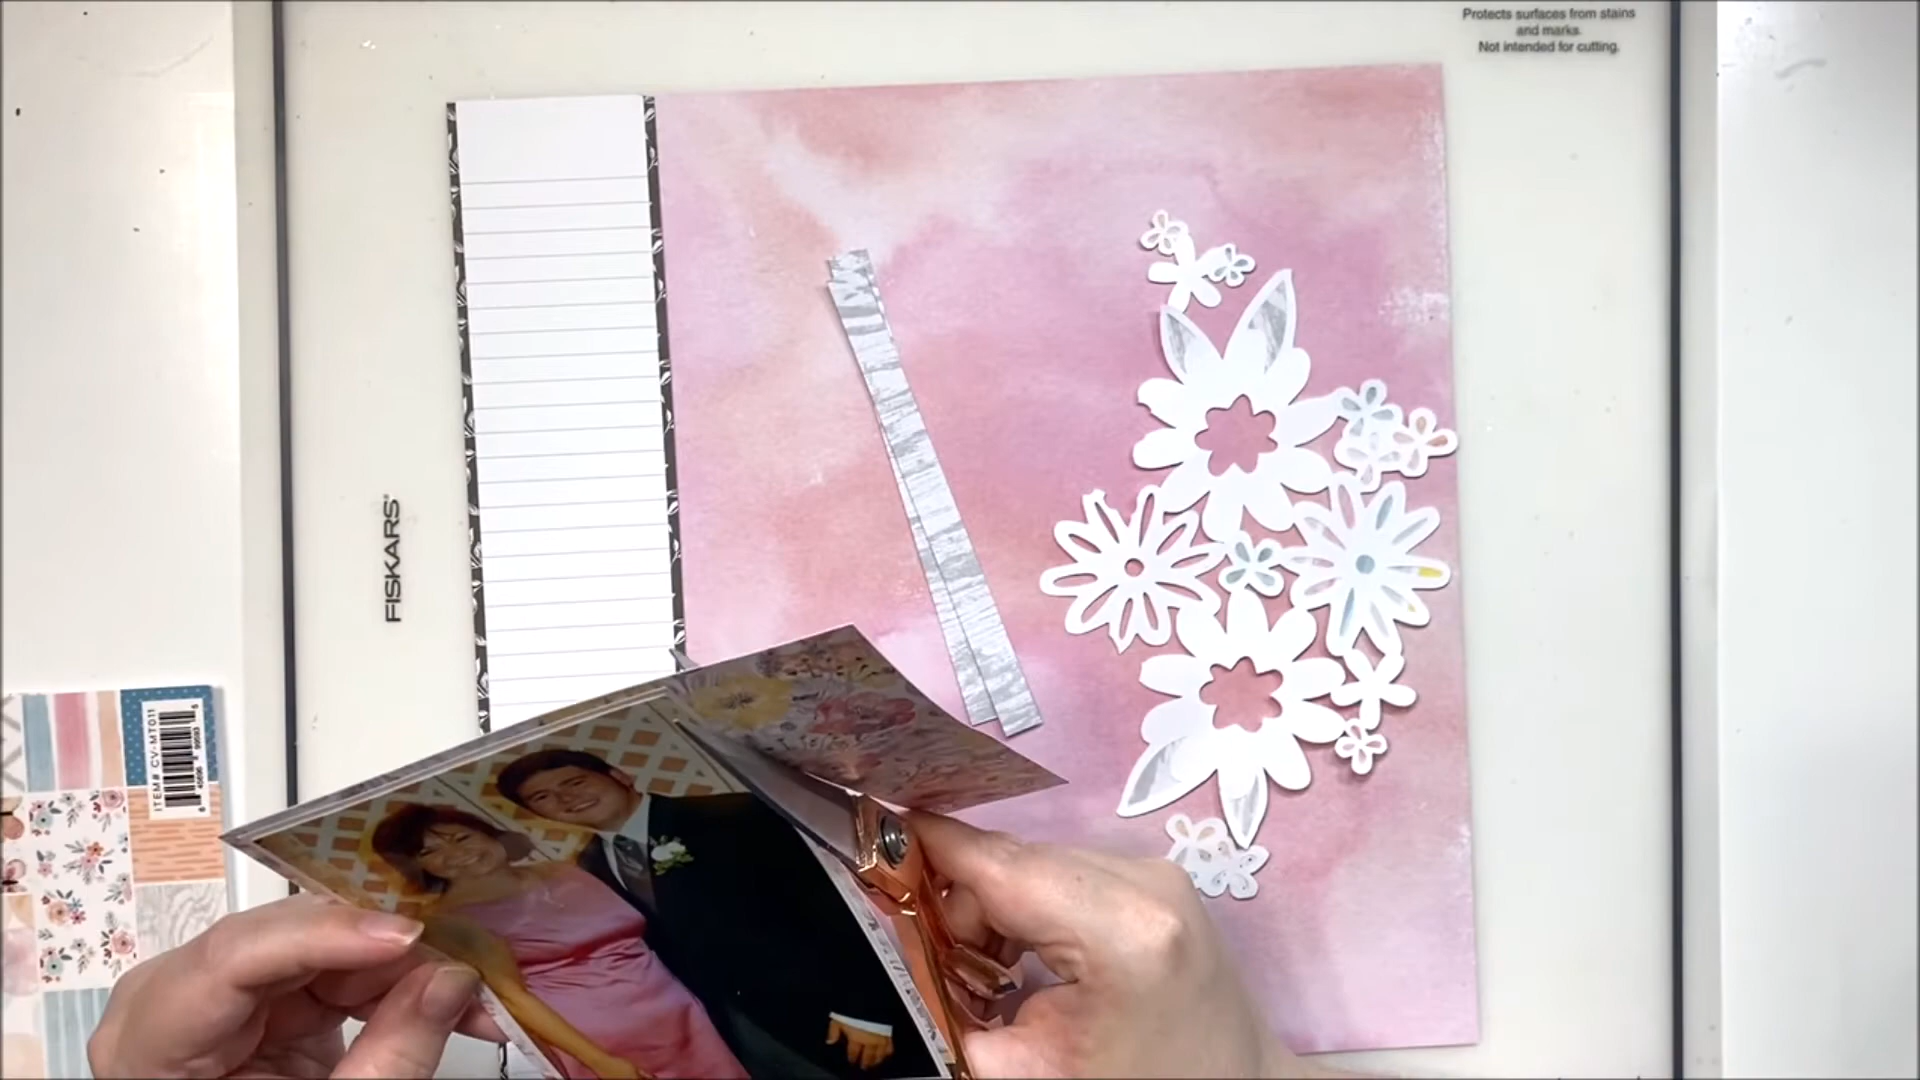 Protects surfaces from stains
and marks.
Not intended for cutting.
FISKARS®
ITEM# CV-MT011